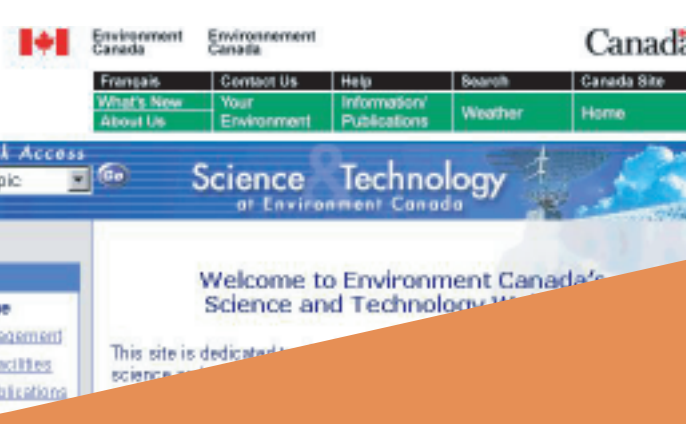 Environment Canada
Environnement Canada
Canada
Français Contact Us Help Search Canada Site
What's New Your Environment Information/ Publications Weather Home
About Us
Access
Go
Science & Technology
at Environment Canada
Welcome to Environment Canada's
Science and Technology
This site is dedicated
science